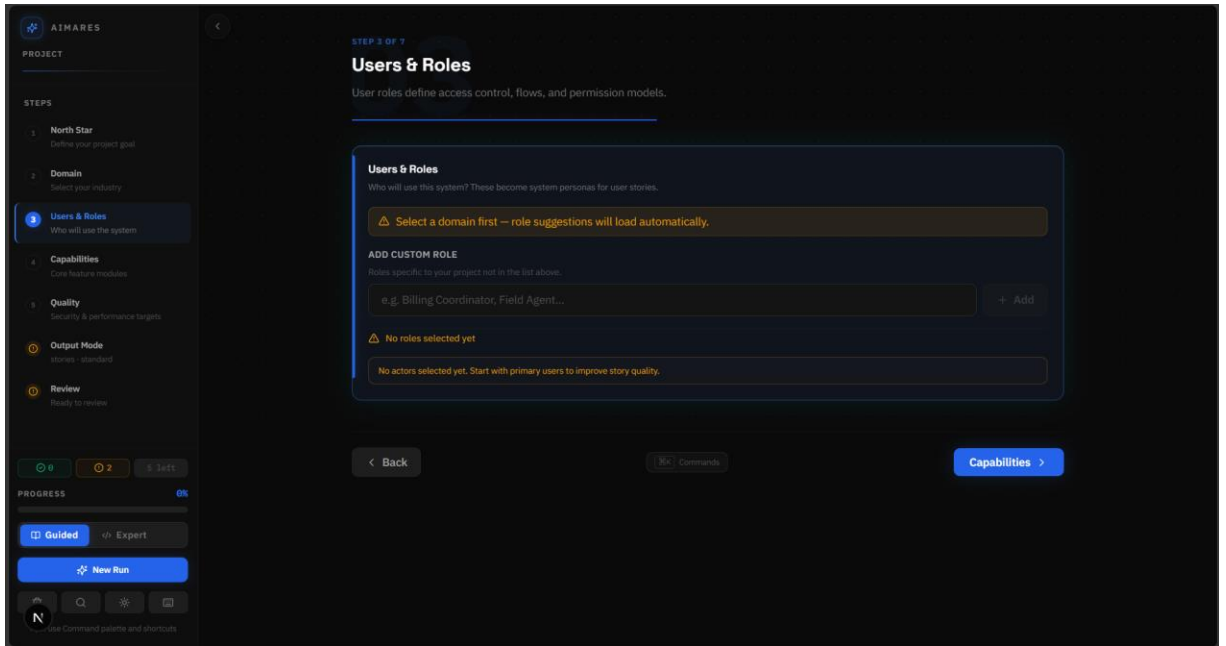 AIMARES
PROJECT
STEPS
1
North Star
Define your project goal
2
Domain
Select your industry
3
Users & Roles
Who will use the system
4
Capabilities
Core feature modules
5
Quality
Security & performance targets
Output Mode
stories · standard
Review
Ready to review
0
2
5 left
PROGRESS
0%
Guided
</> Expert
New Run
N
use Command palette and shortcuts
03
STEP 3 OF 7
Users & Roles
User roles define access control, flows, and permission models.
Users & Roles
Who will use this system? These become system personas for user stories.
Select a domain first — role suggestions will load automatically.
ADD CUSTOM ROLE
Roles specific to your project not in the list above.
e.g. Billing Coordinator, Field Agent...
+ Add
No roles selected yet
No actors selected yet. Start with primary users to improve story quality.
< Back
⌘K Commands
Capabilities >